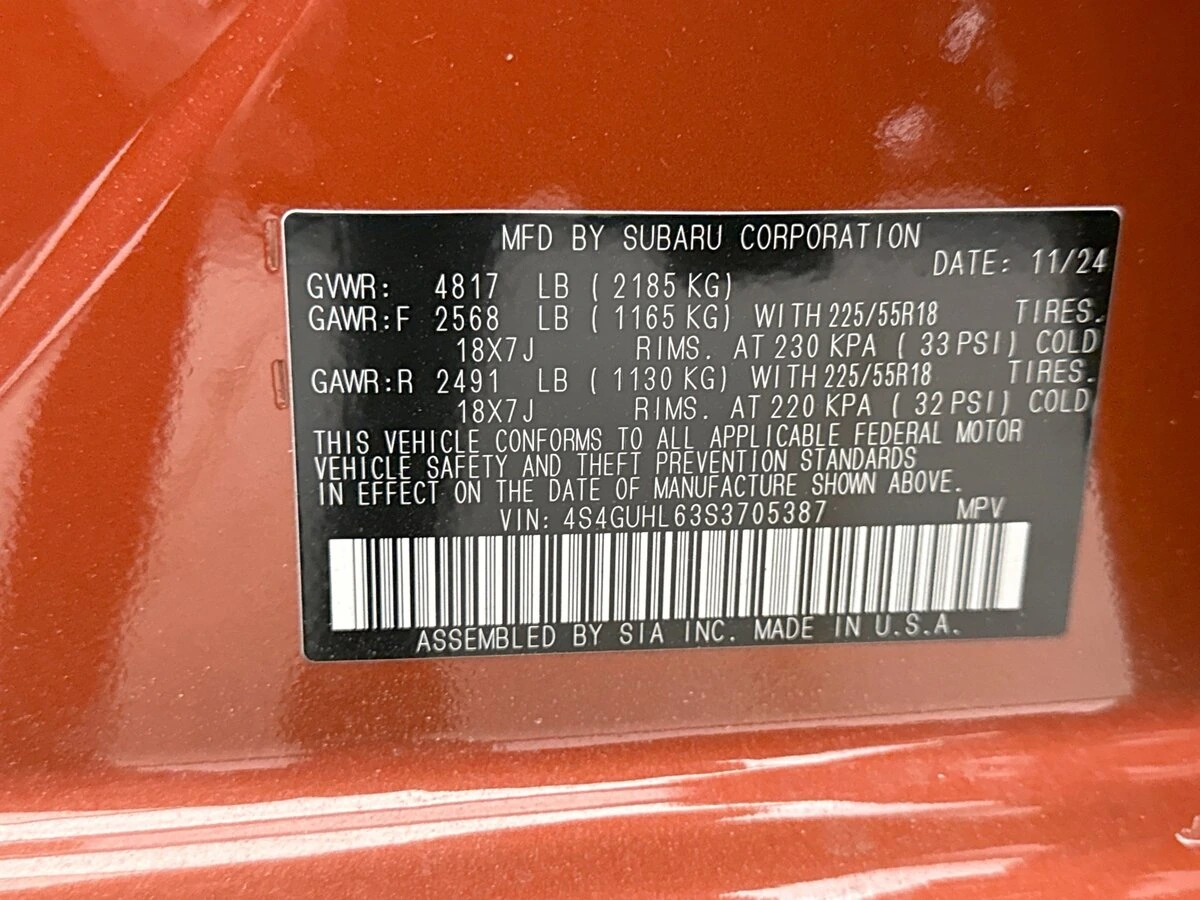 MFD BY SUBARU CORPORATION
DATE: 11/24
GVWR: 4817 LB ( 2185 KG)
GAWR:F 2568 LB ( 1165 KG) WITH 225/55R18 TIRES.
18X7J RIMS. AT 230 KPA ( 33 PSI) COLD
GAWR:R 2491 LB ( 1130 KG) WITH 225/55R18 TIRES.
18X7J RIMS. AT 220 KPA ( 32 PSI) COLD
THIS VEHICLE CONFORMS TO ALL APPLICABLE FEDERAL MOTOR
VEHICLE SAFETY AND THEFT PREVENTION STANDARDS
IN EFFECT ON THE DATE OF MANUFACTURE SHOWN ABOVE.
VIN: 4S4GUHL63S3705387 MPV
ASSEMBLED BY SIA INC. MADE IN U.S.A.